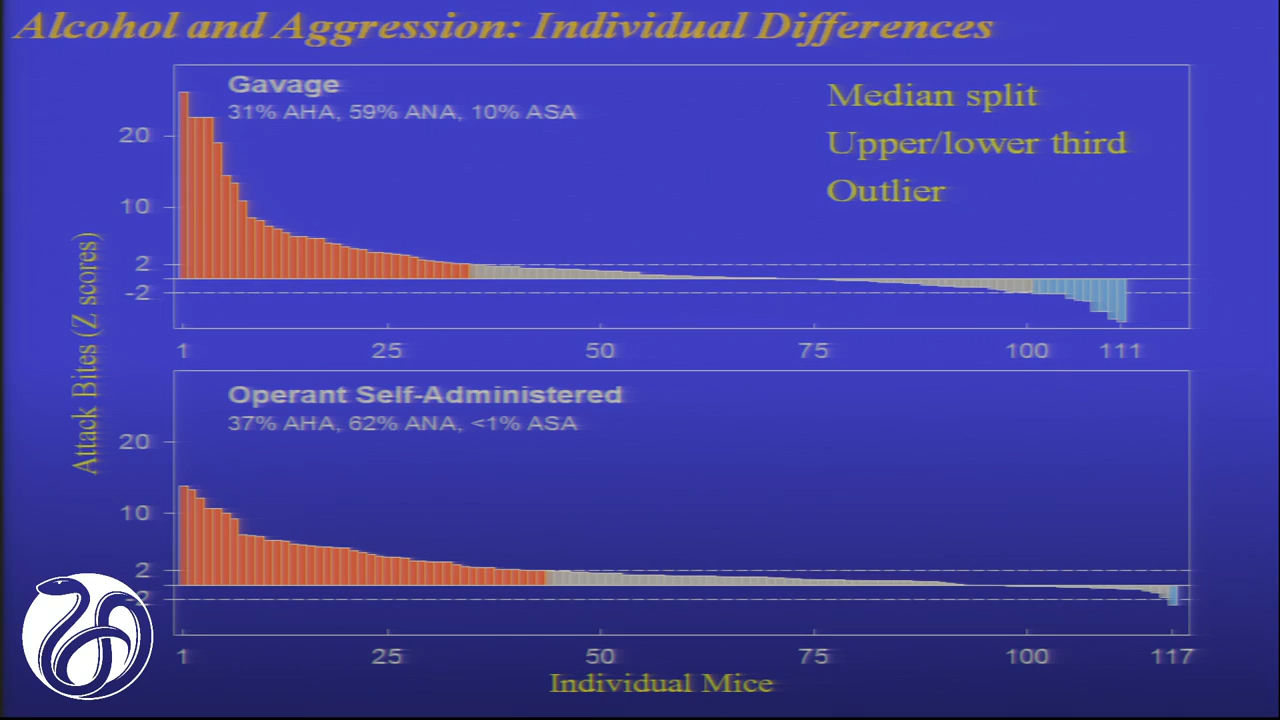 Alcohol and Aggression: Individual Differences
Gavage
31% AHA, 59% ANA, 10% ASA
Median split
Upper/lower third
Outlier
20
10
2
-2
1 25 50 75 100 111
Attack Bites (Z scores)
Operant Self-Administered
37% AHA, 62% ANA, <1% ASA
20
10
2
-2
1 25 50 75 100 117
Individual Mice